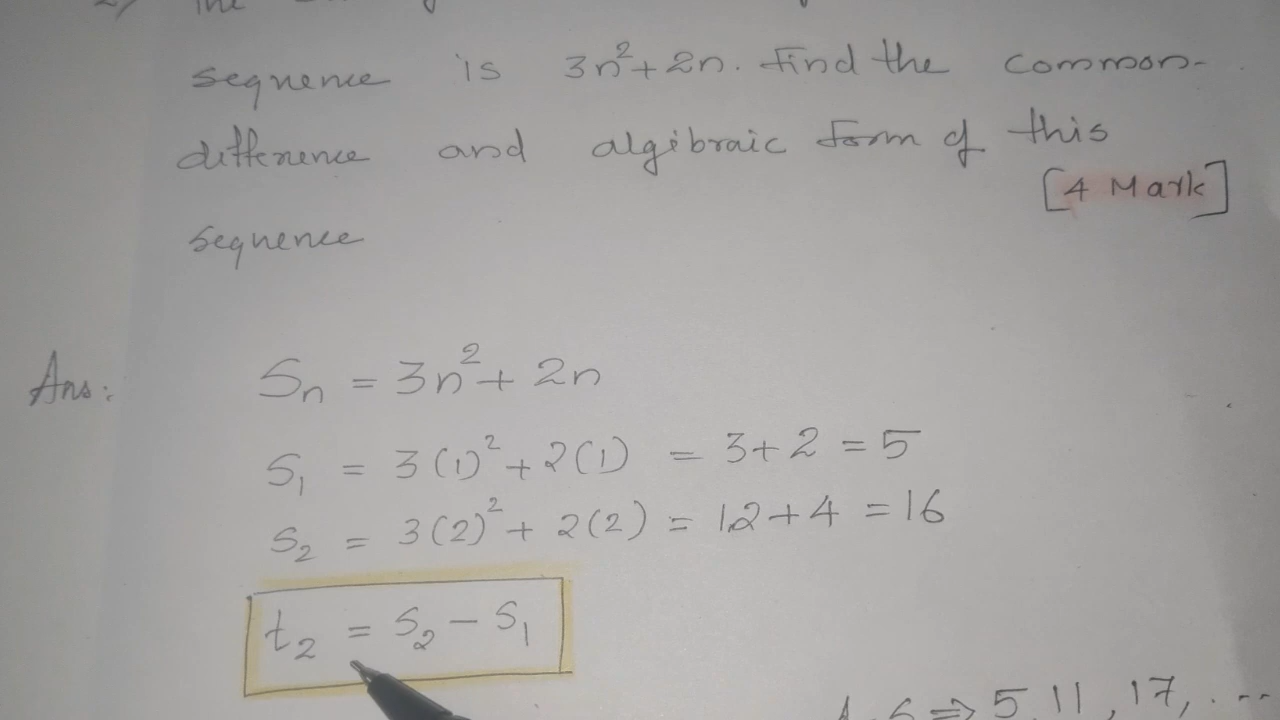 The
sequence is 3n²+2n. Find the common-
difference and algebraic form of this
[4 Mark]
sequence
Ans: Sn = 3n² + 2n
S₁ = 3(1)² + 2(1) = 3+2 = 5
S₂ = 3(2)² + 2(2) = 12+4 = 16
t₂ = S₂ - S₁
⇒ 5, 11, 17, ....